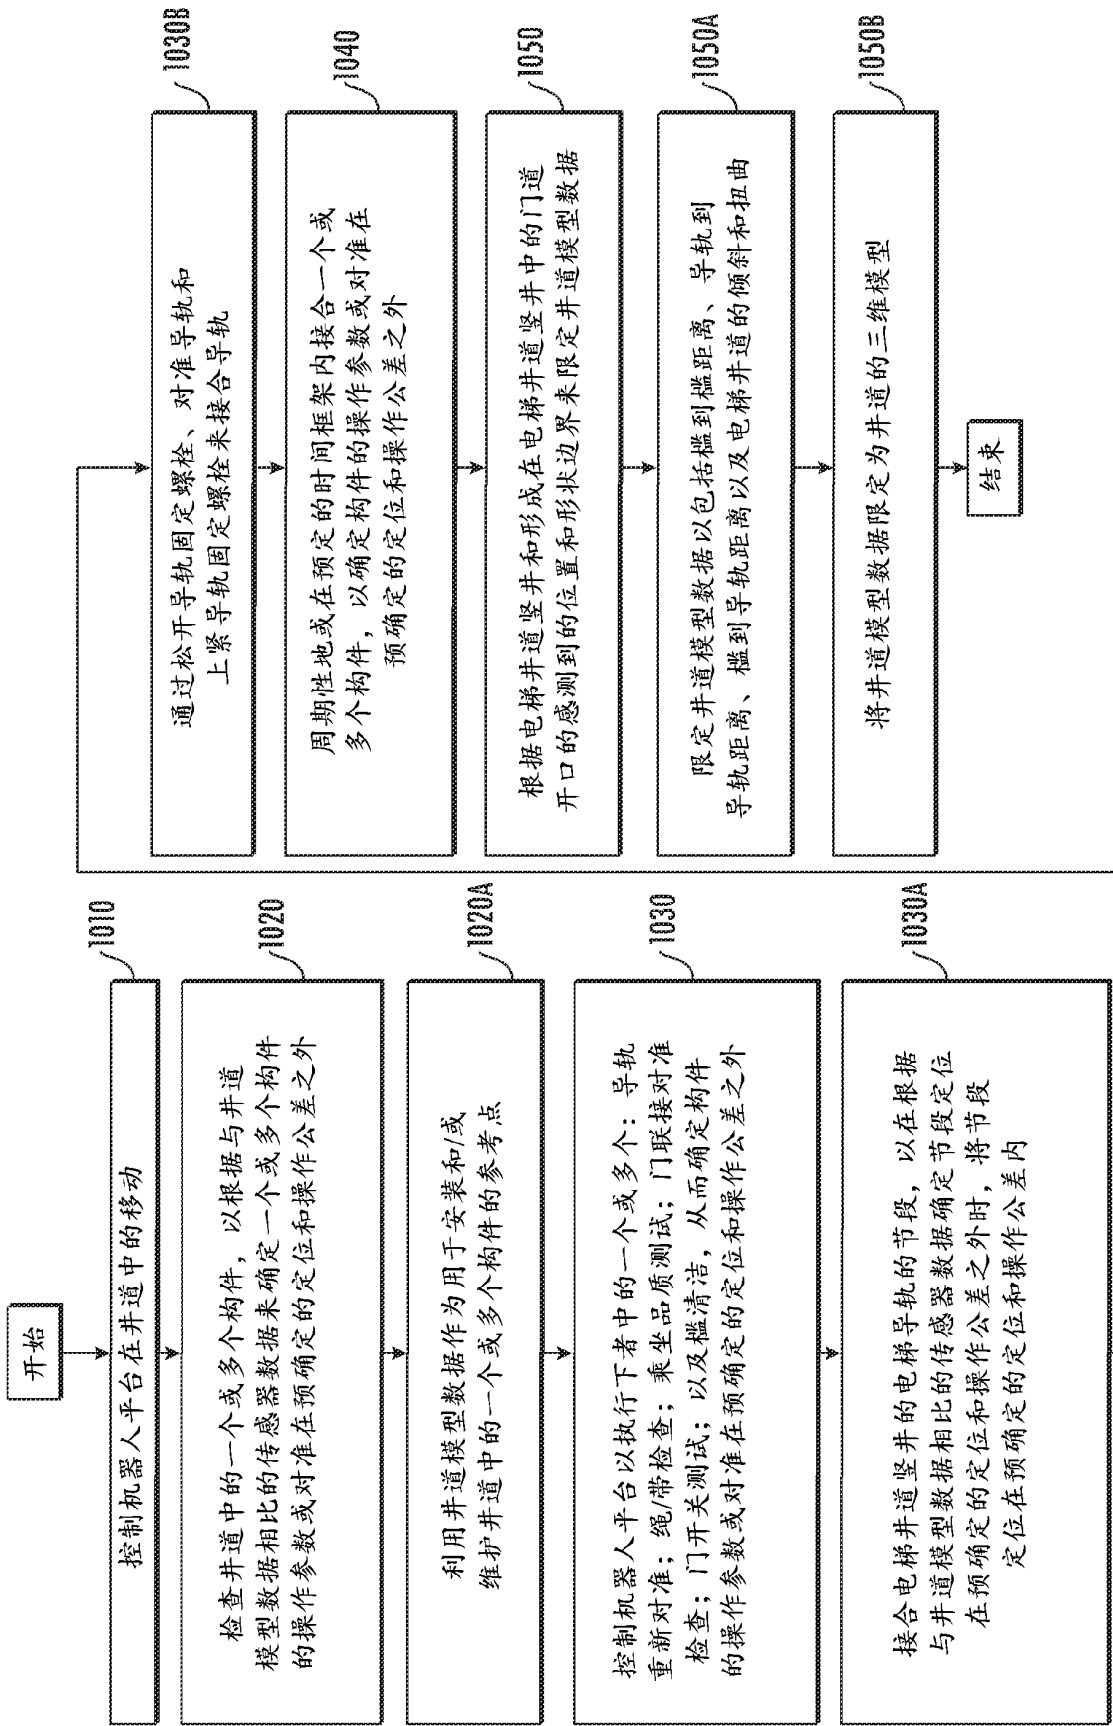 开始
控制机器人平台在井道中的移动
1010
检查井道中的一个或多个构件，以根据与井道
模型数据相比的传感器数据来确定一个或多个构件
的操作参数或对准在预确定的定位和操作公差之外
1020
利用井道模型数据作为用于安装和/或
维护井道中的一个或多个构件的参考点
1020A
控制机器人平台以执行下者中的一个或多个：导轨
重新对准；绳/带检查；乘坐品质测试；门联接对准
检查；门开关测试；以及槛清洁，从而确定构件
的操作参数或对准在预确定的定位和操作公差之外
1030
接合电梯井道竖井的电梯导轨的节段，以在根据
与井道模型数据相比的传感器数据确定节段定位
在预确定的定位和操作公差之外时，将节段
定位在预确定的定位和操作公差内
1030A
通过松开导轨固定螺栓、对准导轨和
上紧导轨固定螺栓来接合导轨
1030B
周期性地或在预定的时间框架内接合一个或
多个构件，以确定构件的操作参数或对准在
预确定的定位和操作公差之外
1040
根据电梯井道竖井和形成在电梯井道竖井中的门道
开口的感测到的位置和形状边界来限定井道模型数据
1050
限定井道模型数据以包括槛到槛距离、导轨到
导轨距离、槛到导轨距离以及电梯井道的倾斜和扭曲
1050A
将井道模型数据限定为井道的三维模型
1050B
结束